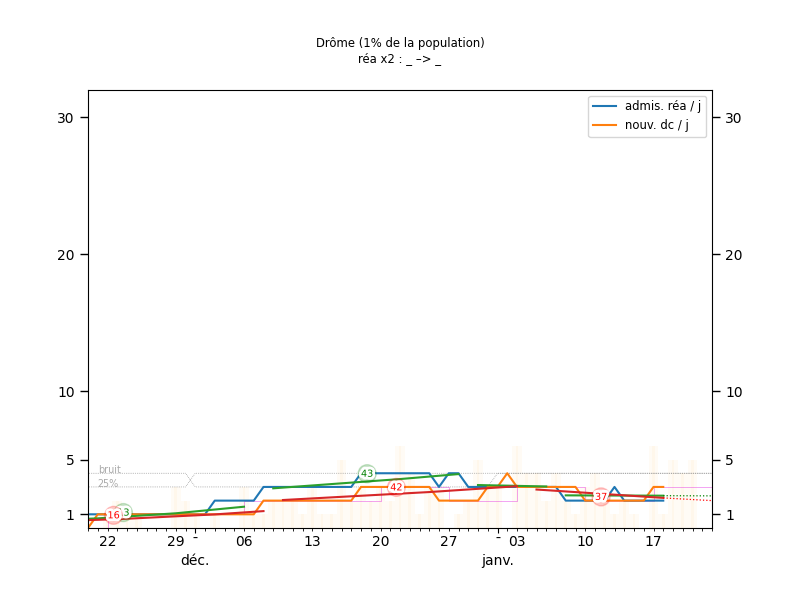 Drôme (1% de la population)
réa x2 : _ –> _
admis. réa / j
nouv. dc / j
30 30
20 20
10 10
5 5
bruit
25%
43
42
37
16
1 1
22 29 - 06 13 20 27 - 03 10 17
déc. janv.